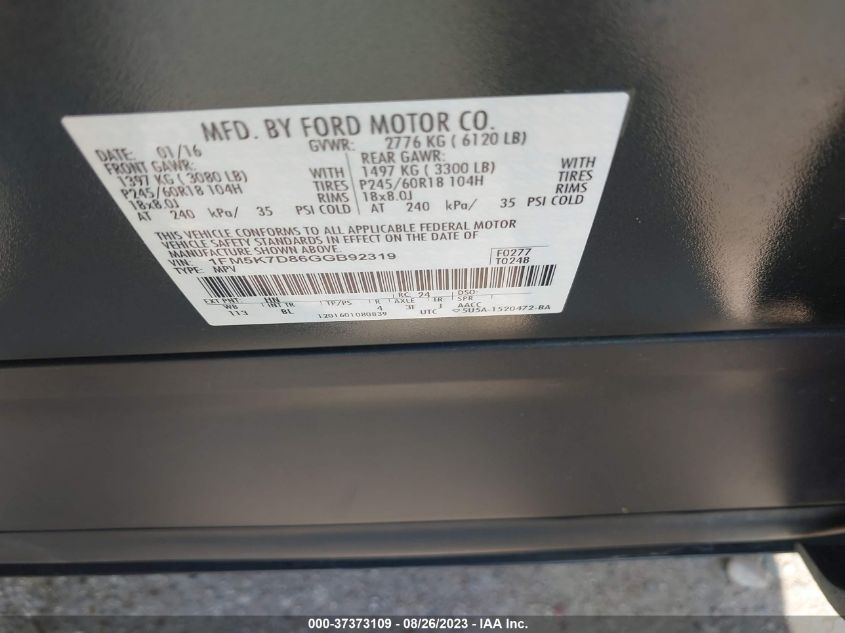 MFD. BY FORD MOTOR CO.
DATE: 01/16 GVWR: 2776 KG ( 6120 LB)
FRONT GAWR: REAR GAWR:
1397 KG ( 3080 LB) WITH 1497 KG ( 3300 LB) WITH
P245/60R18 104H TIRES P245/60R18 104H TIRES
18x8.0J RIMS 18x8.0J RIMS
AT 240 kPa/ 35 PSI COLD AT 240 kPa/ 35 PSI COLD
THIS VEHICLE CONFORMS TO ALL APPLICABLE FEDERAL MOTOR
VEHICLE SAFETY STANDARDS IN EFFECT ON THE DATE OF
MANUFACTURE SHOWN ABOVE.
VIN: 1FM5K7D86GGB92319 F0277
TYPE: MPV T0248
EXT PNT: HN RC: 24 DSO:
WB INT TR TP/PS R AXLE TR SPR
113 BL 4 3F J AACC
1201601080839 UTC 5U5A-1520472-BA
000-37373109 - 08/26/2023 - IAA Inc.